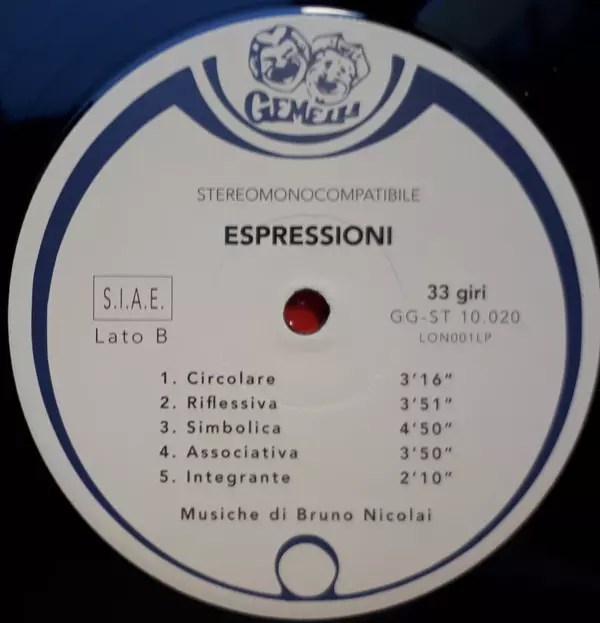 GEMELLI
STEREOMONOCOMPATIBILE
ESPRESSIONI
S.I.A.E.
Lato B
33 giri
GG-ST 10.020
LON001LP
1. Circolare 3'16"
2. Riflessiva 3'51"
3. Simbolica 4'50"
4. Associativa 3'50"
5. Integrante 2'10"
Musiche di Bruno Nicolai